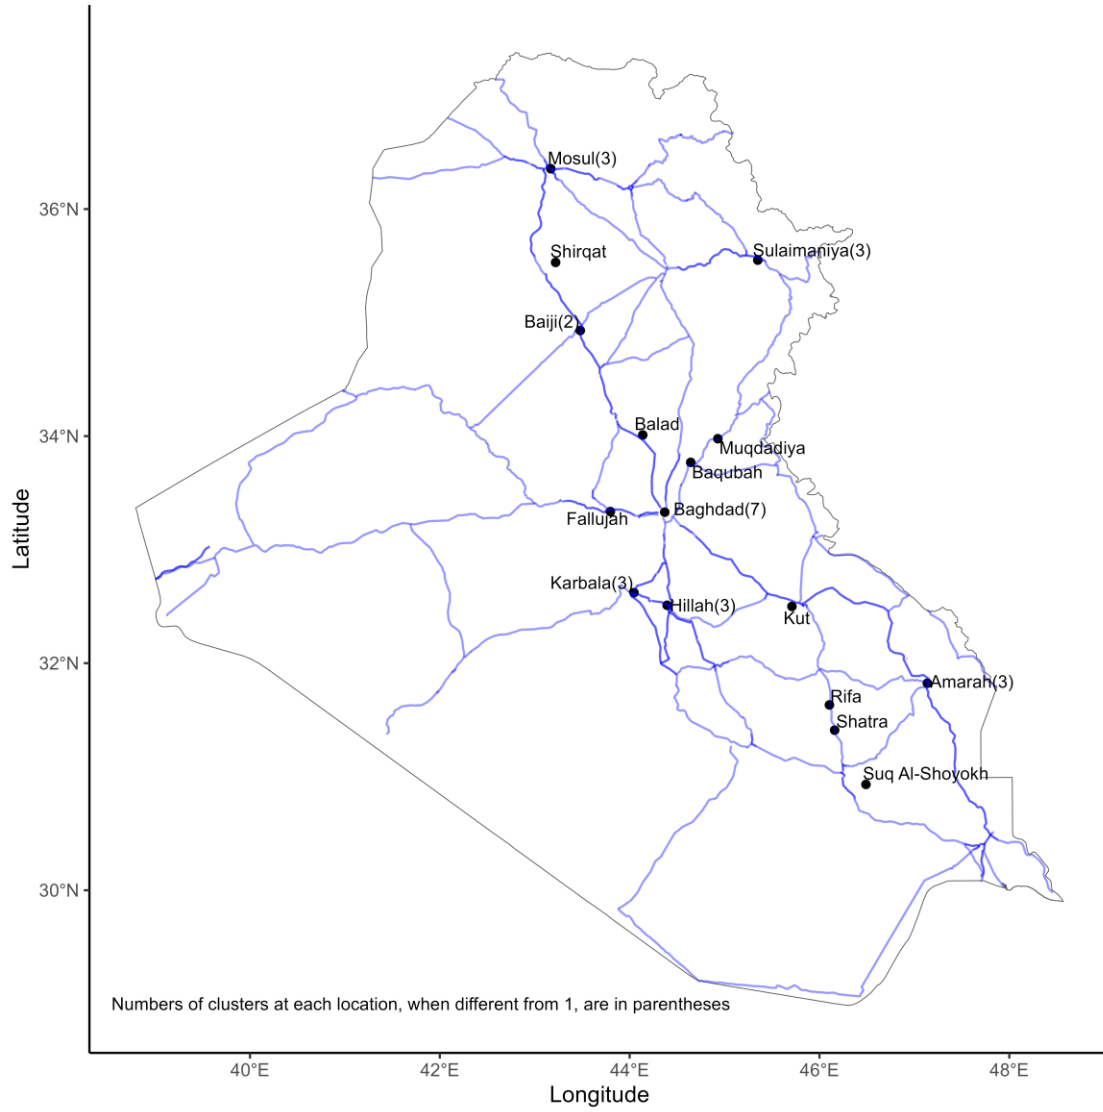 Mosul(3)
36°N
Shirqat
Sulaimaniya(3)
Baiji(2)
Balad
34°N
Muqdadiya
Baqubah
Baghdad(7)
Fallujah
Latitude
Karbala(3)
Hillah(3)
Kut
32°N
Amarah(3)
Rifa
Shatra
Suq Al-Shoyokh
30°N
Numbers of clusters at each location, when different from 1, are in parentheses
40°E 42°E 44°E 46°E 48°E
Longitude